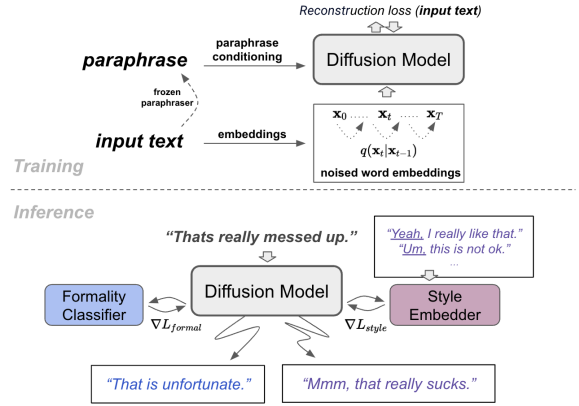 Reconstruction loss (input text)
paraphrase
paraphrase conditioning
Diffusion Model
frozen paraphraser
x0 ..... xt ..... xT
input text
embeddings
q(xt|xt−1)
noised word embeddings
Training
Inference
“Thats really messed up.”
“Yeah, I really like that.”
“Um, this is not ok.”
...
Formality Classifier
Diffusion Model
Style Embedder
∇Lformal
∇Lstyle
“That is unfortunate.”
“Mmm, that really sucks.”